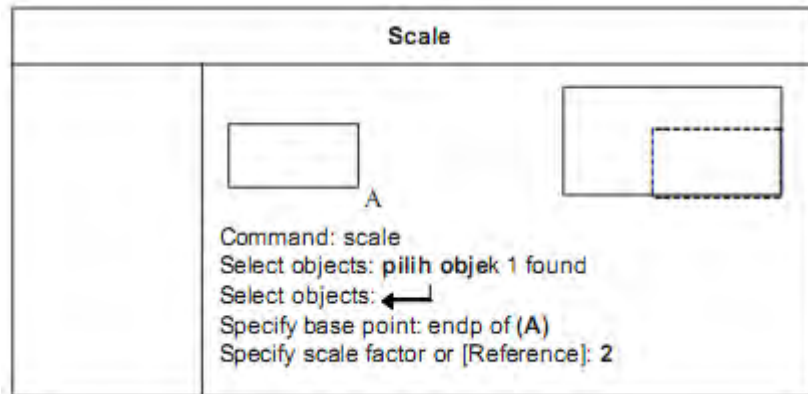 Scale
A
Command: scale
Select objects: pilih objek 1 found
Select objects:
Specify base point: endp of (A)
Specify scale factor or [Reference]: 2